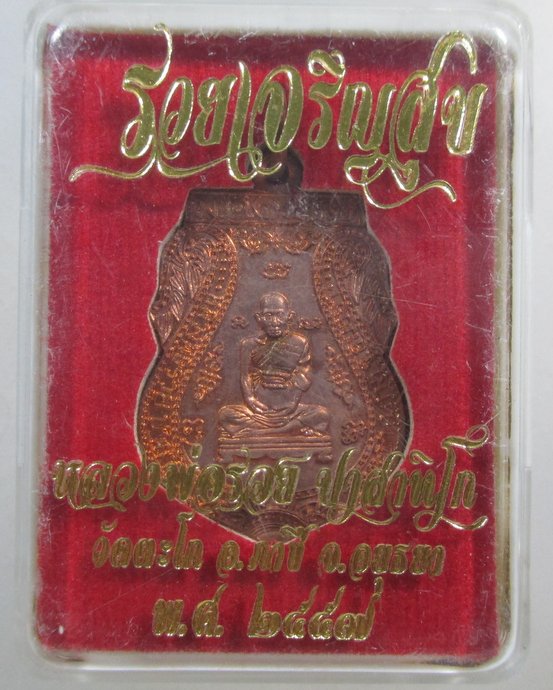 รวยเจริญสุข
หลวงพ่อรวย ปาสาทิโก
วัดตะโก อ.ภาชี จ.อยุธยา
พ.ศ. ๒๕๕๗